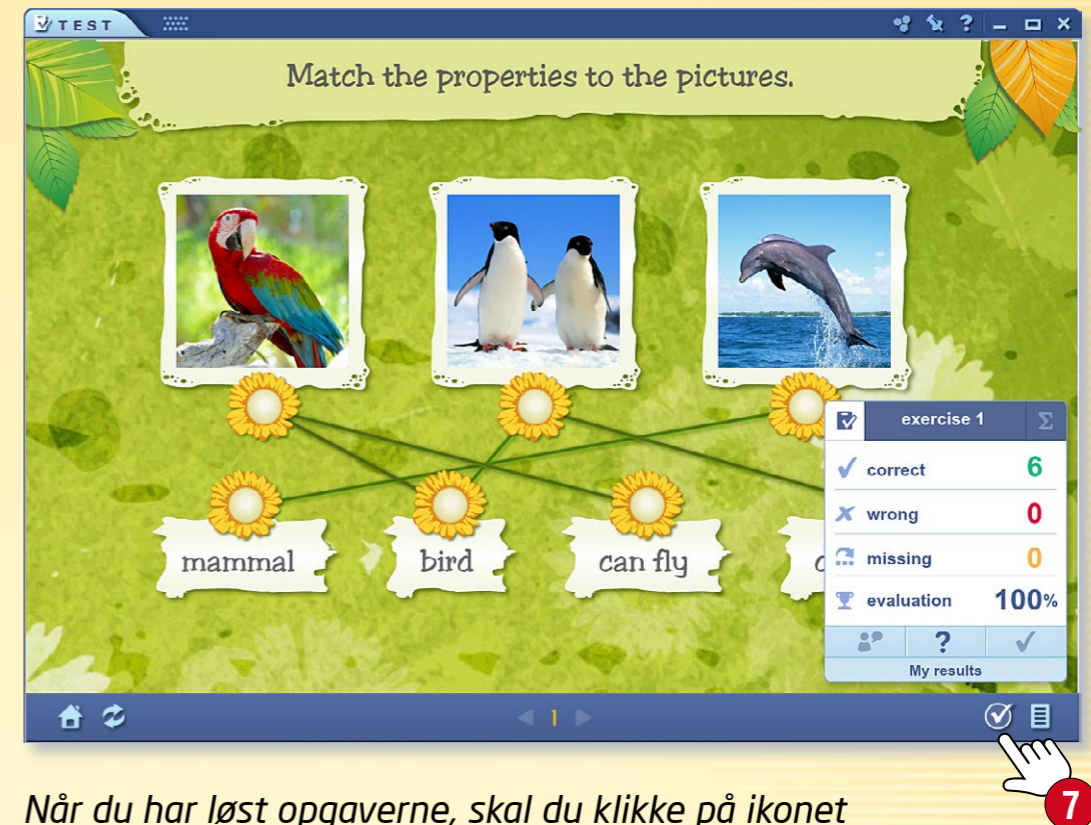 TEST
Match the properties to the pictures.
mammal
bird
can fly
exercise 1
Σ
correct 6
wrong 0
missing 0
evaluation 100%
?
My results
1
7
Når du har løst opgaverne, skal du klikke på ikonet